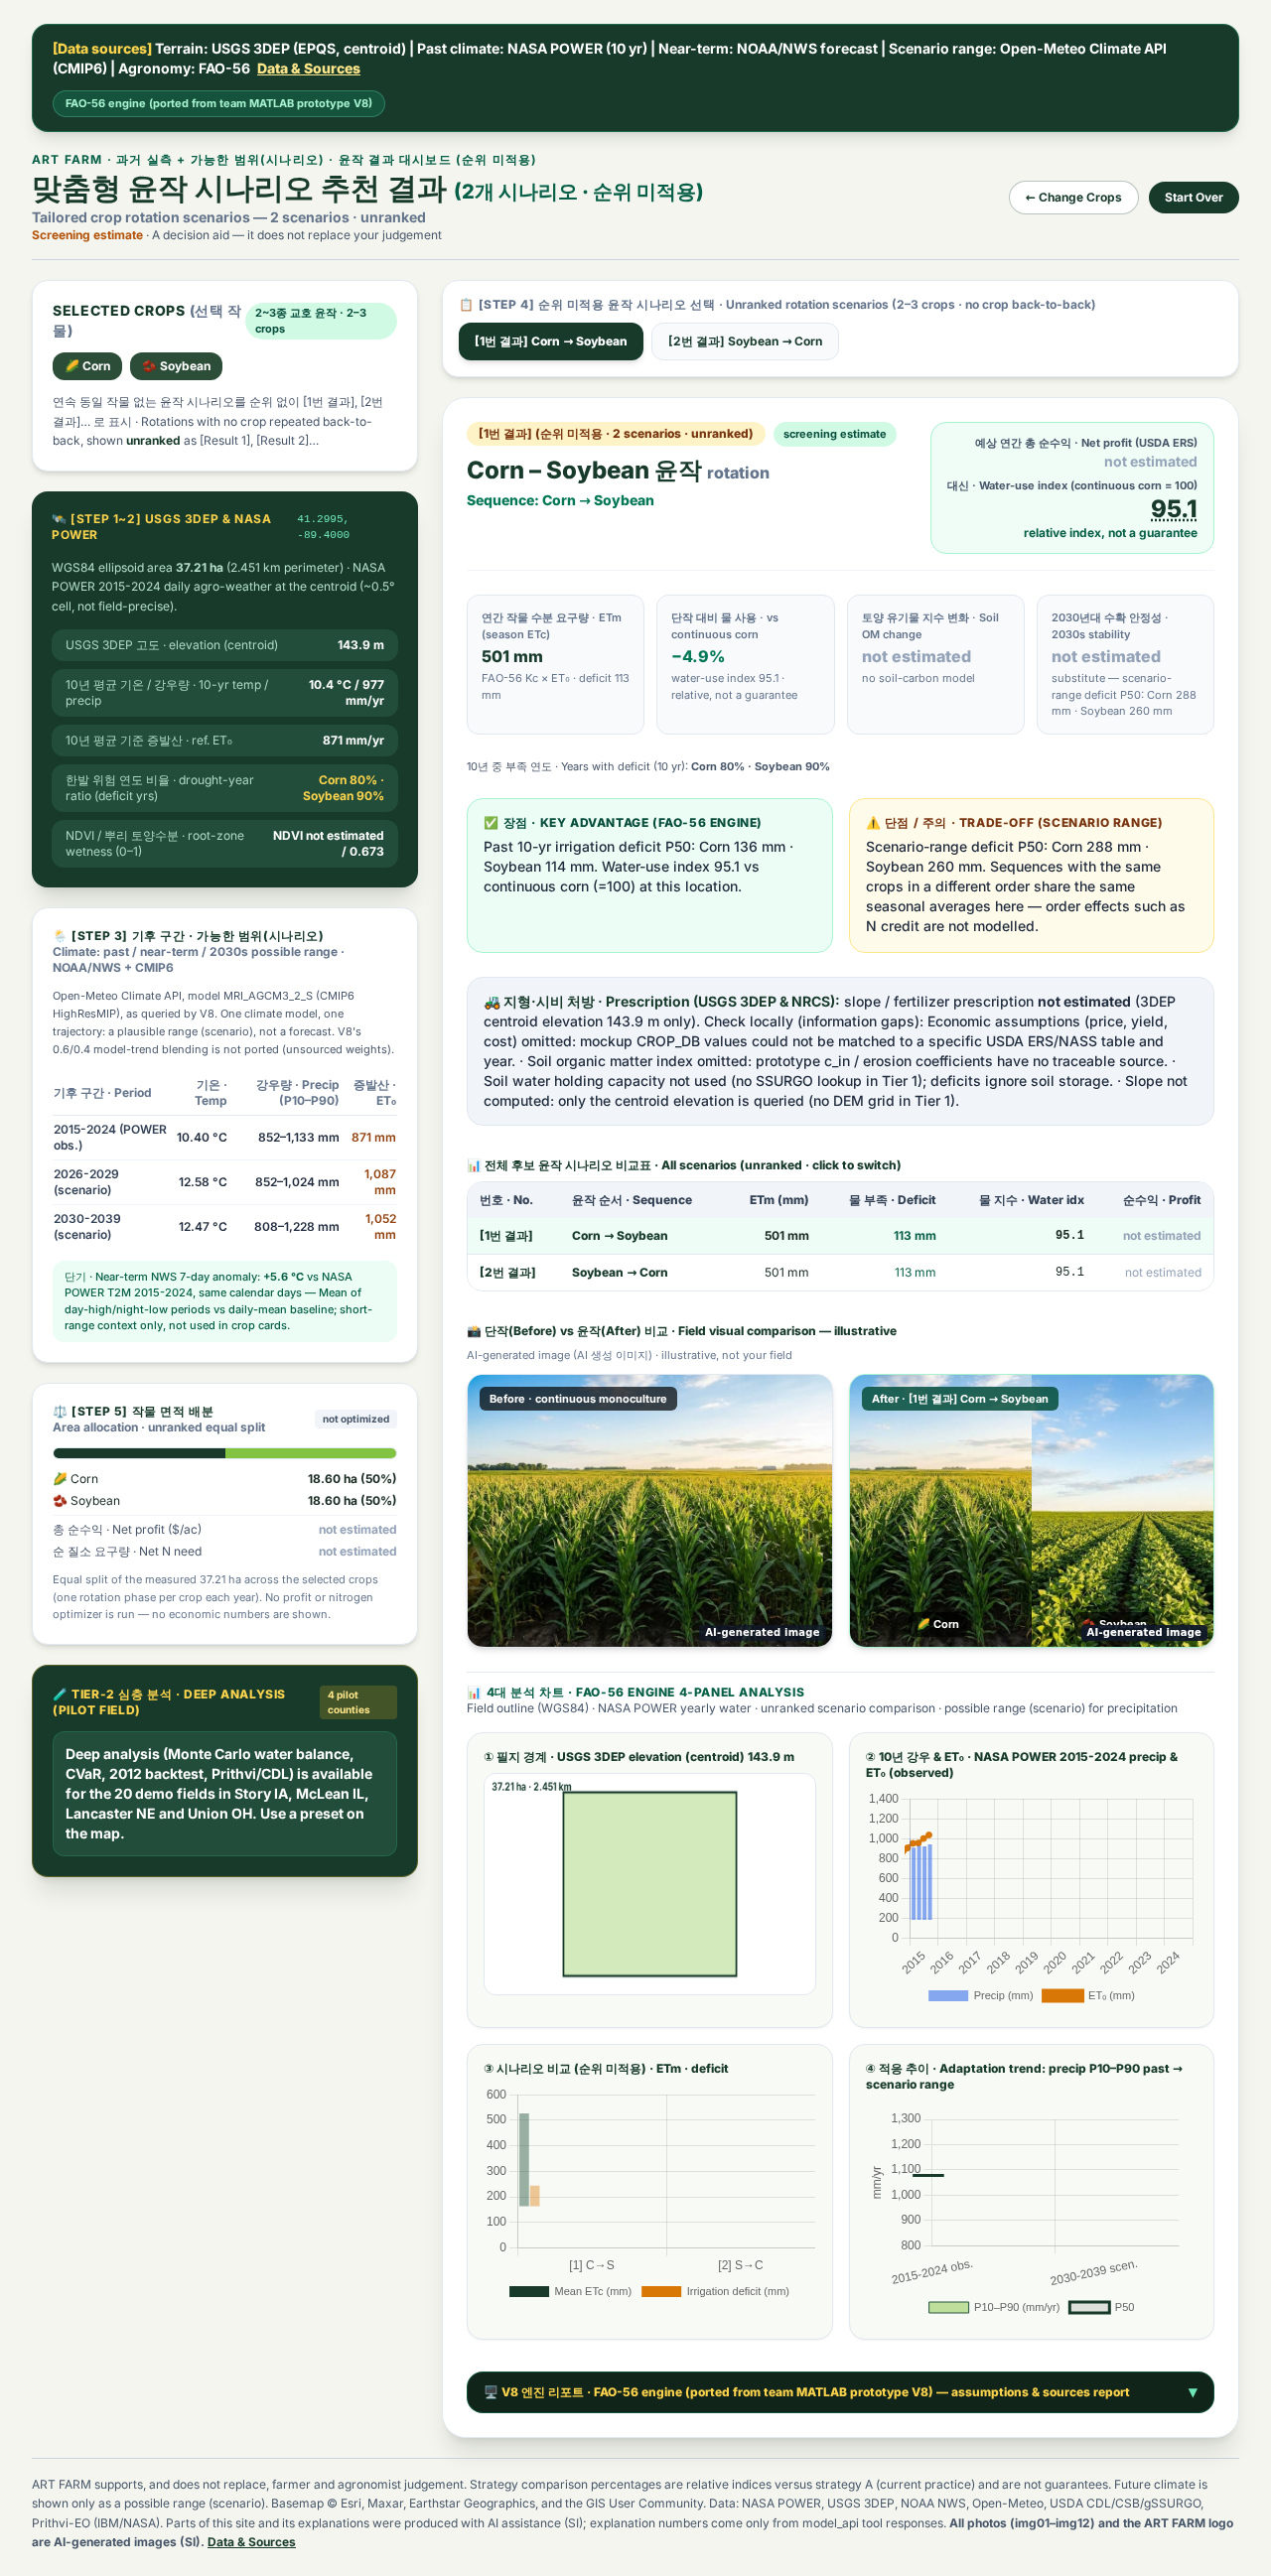 [Data sources] Terrain: USGS 3DEP (EPQS, centroid) | Past climate: NASA POWER (10 yr) | Near-term: NOAA/NWS forecast | Scenario range: Open-Meteo Climate API
(CMIP6) | Agronomy: FAO-56 Data & Sources
FAO-56 engine (ported from team MATLAB prototype V8)
ART FARM · 과거 실측 + 가능한 범위(시나리오) · 윤작 결과 대시보드 (순위 미적용)
맞춤형 윤작 시나리오 추천 결과 (2개 시나리오 · 순위 미적용)
Tailored crop rotation scenarios — 2 scenarios · unranked
Screening estimate · A decision aid — it does not replace your judgement
← Change Crops
Start Over
SELECTED CROPS (선택 작
물)
2~3종 교호 윤작 · 2–3
crops
🌽 Corn
🫘 Soybean
연속 동일 작물 없는 윤작 시나리오를 순위 없이 [1번 결과], [2번
결과]... 로 표시 · Rotations with no crop repeated back-to-
back, shown unranked as [Result 1], [Result 2]...
🛰️ [STEP 1~2] USGS 3DEP & NASA
POWER
41.2995,
-89.4000
WGS84 ellipsoid area 37.21 ha (2.451 km perimeter) · NASA
POWER 2015-2024 daily agro-weather at the centroid (~0.5°
cell, not field-precise).
USGS 3DEP 고도 · elevation (centroid)
143.9 m
10년 평균 기온 / 강우량 · 10-yr temp /
precip
10.4 °C / 977
mm/yr
10년 평균 기준 증발산 · ref. ET₀
871 mm/yr
한발 위험 연도 비율 · drought-year
ratio (deficit yrs)
Corn 80% ·
Soybean 90%
NDVI / 뿌리 토양수분 · root-zone
wetness (0–1)
NDVI not estimated
/ 0.673
🌦️ [STEP 3] 기후 구간 · 가능한 범위(시나리오)
Climate: past / near-term / 2030s possible range ·
NOAA/NWS + CMIP6
Open-Meteo Climate API, model MRI_AGCM3_2_S (CMIP6
HighResMIP), as queried by V8. One climate model, one
trajectory: a plausible range (scenario), not a forecast. V8's
0.6/0.4 model-trend blending is not ported (unsourced weights).
기후 구간 · Period
기온 ·
Temp
강우량 · Precip
(P10–P90)
증발산 ·
ET₀
2015-2024 (POWER
obs.)
10.40 °C
852–1,133 mm
871 mm
2026-2029
(scenario)
12.58 °C
852–1,024 mm
1,087
mm
2030-2039
(scenario)
12.47 °C
808–1,228 mm
1,052
mm
단기 · Near-term NWS 7-day anomaly: +5.6 °C vs NASA
POWER T2M 2015-2024, same calendar days — Mean of
day-high/night-low periods vs daily-mean baseline; short-
range context only, not used in crop cards.
⚖️ [STEP 5] 작물 면적 배분
Area allocation · unranked equal split
not optimized
🌽 Corn
18.60 ha (50%)
🫘 Soybean
18.60 ha (50%)
총 순수익 · Net profit ($/ac)
not estimated
순 질소 요구량 · Net N need
not estimated
Equal split of the measured 37.21 ha across the selected crops
(one rotation phase per crop each year). No profit or nitrogen
optimizer is run — no economic numbers are shown.
🧪 TIER-2 심층 분석 · DEEP ANALYSIS
(PILOT FIELD)
4 pilot
counties
Deep analysis (Monte Carlo water balance,
CVaR, 2012 backtest, Prithvi/CDL) is available
for the 20 demo fields in Story IA, McLean IL,
Lancaster NE and Union OH. Use a preset on
the map.
📋 [STEP 4] 순위 미적용 윤작 시나리오 선택 · Unranked rotation scenarios (2–3 crops · no crop back-to-back)
[1번 결과] Corn → Soybean
[2번 결과] Soybean → Corn
[1번 결과] (순위 미적용 · 2 scenarios · unranked)
screening estimate
Corn – Soybean 윤작 rotation
Sequence: Corn → Soybean
예상 연간 총 순수익 · Net profit (USDA ERS)
not estimated
대신 · Water-use index (continuous corn = 100)
95.1
relative index, not a guarantee
연간 작물 수분 요구량 · ETm
(season ETc)
501 mm
FAO-56 Kc × ET₀ · deficit 113
mm
단작 대비 물 사용 · vs
continuous corn
−4.9%
water-use index 95.1 ·
relative, not a guarantee
토양 유기물 지수 변화 · Soil
OM change
not estimated
no soil-carbon model
2030년대 수확 안정성 ·
2030s stability
not estimated
substitute — scenario-
range deficit P50: Corn 288
mm · Soybean 260 mm
10년 중 부족 연도 · Years with deficit (10 yr): Corn 80% · Soybean 90%
✅ 장점 · KEY ADVANTAGE (FAO-56 ENGINE)
Past 10-yr irrigation deficit P50: Corn 136 mm ·
Soybean 114 mm. Water-use index 95.1 vs
continuous corn (=100) at this location.
⚠️ 단점 / 주의 · TRADE-OFF (SCENARIO RANGE)
Scenario-range deficit P50: Corn 288 mm ·
Soybean 260 mm. Sequences with the same
crops in a different order share the same
seasonal averages here — order effects such as
N credit are not modelled.
🚜 지형·시비 처방 · Prescription (USGS 3DEP & NRCS): slope / fertilizer prescription not estimated (3DEP
centroid elevation 143.9 m only). Check locally (information gaps): Economic assumptions (price, yield,
cost) omitted: mockup CROP_DB values could not be matched to a specific USDA ERS/NASS table and
year. · Soil organic matter index omitted: prototype c_in / erosion coefficients have no traceable source. ·
Soil water holding capacity not used (no SSURGO lookup in Tier 1); deficits ignore soil storage. · Slope not
computed: only the centroid elevation is queried (no DEM grid in Tier 1).
📊 전체 후보 윤작 시나리오 비교표 · All scenarios (unranked · click to switch)
번호 · No.
윤작 순서 · Sequence
ETm (mm)
물 부족 · Deficit
물 지수 · Water idx
순수익 · Profit
[1번 결과]
Corn → Soybean
501 mm
113 mm
95.1
not estimated
[2번 결과]
Soybean → Corn
501 mm
113 mm
95.1
not estimated
📸 단작(Before) vs 윤작(After) 비교 · Field visual comparison — illustrative
AI-generated image (AI 생성 이미지) · illustrative, not your field
Before · continuous monoculture
AI-generated image
After · [1번 결과] Corn → Soybean
🌽 Corn
🫘 Soybean
AI-generated image
📊 4대 분석 차트 · FAO-56 ENGINE 4-PANEL ANALYSIS
Field outline (WGS84) · NASA POWER yearly water · unranked scenario comparison · possible range (scenario) for precipitation
① 필지 경계 · USGS 3DEP elevation (centroid) 143.9 m
37.21 ha · 2.451 km
② 10년 강우 & ET₀ · NASA POWER 2015-2024 precip &
ET₀ (observed)
1,400
1,200
1,000
800
600
400
200
0
2015
2016
2017
2018
2019
2020
2021
2022
2023
2024
Precip (mm)
ET₀ (mm)
③ 시나리오 비교 (순위 미적용) · ETm · deficit
600
500
400
300
200
100
0
[1] C→S
[2] S→C
Mean ETc (mm)
Irrigation deficit (mm)
④ 적응 추이 · Adaptation trend: precip P10–P90 past →
scenario range
mm/yr
1,300
1,200
1,100
1,000
900
800
2015-2024 obs.
2030-2039 scen.
P10–P90 (mm/yr)
P50
🖥️ V8 엔진 리포트 · FAO-56 engine (ported from team MATLAB prototype V8) — assumptions & sources report
▼
ART FARM supports, and does not replace, farmer and agronomist judgement. Strategy comparison percentages are relative indices versus strategy A (current practice) and are not guarantees. Future climate is
shown only as a possible range (scenario). Basemap © Esri, Maxar, Earthstar Geographics, and the GIS User Community. Data: NASA POWER, USGS 3DEP, NOAA NWS, Open-Meteo, USDA CDL/CSB/gSSURGO,
Prithvi-EO (IBM/NASA). Parts of this site and its explanations were produced with AI assistance (SI); explanation numbers come only from model_api tool responses. All photos (img01–img12) and the ART FARM logo
are AI-generated images (SI). Data & Sources